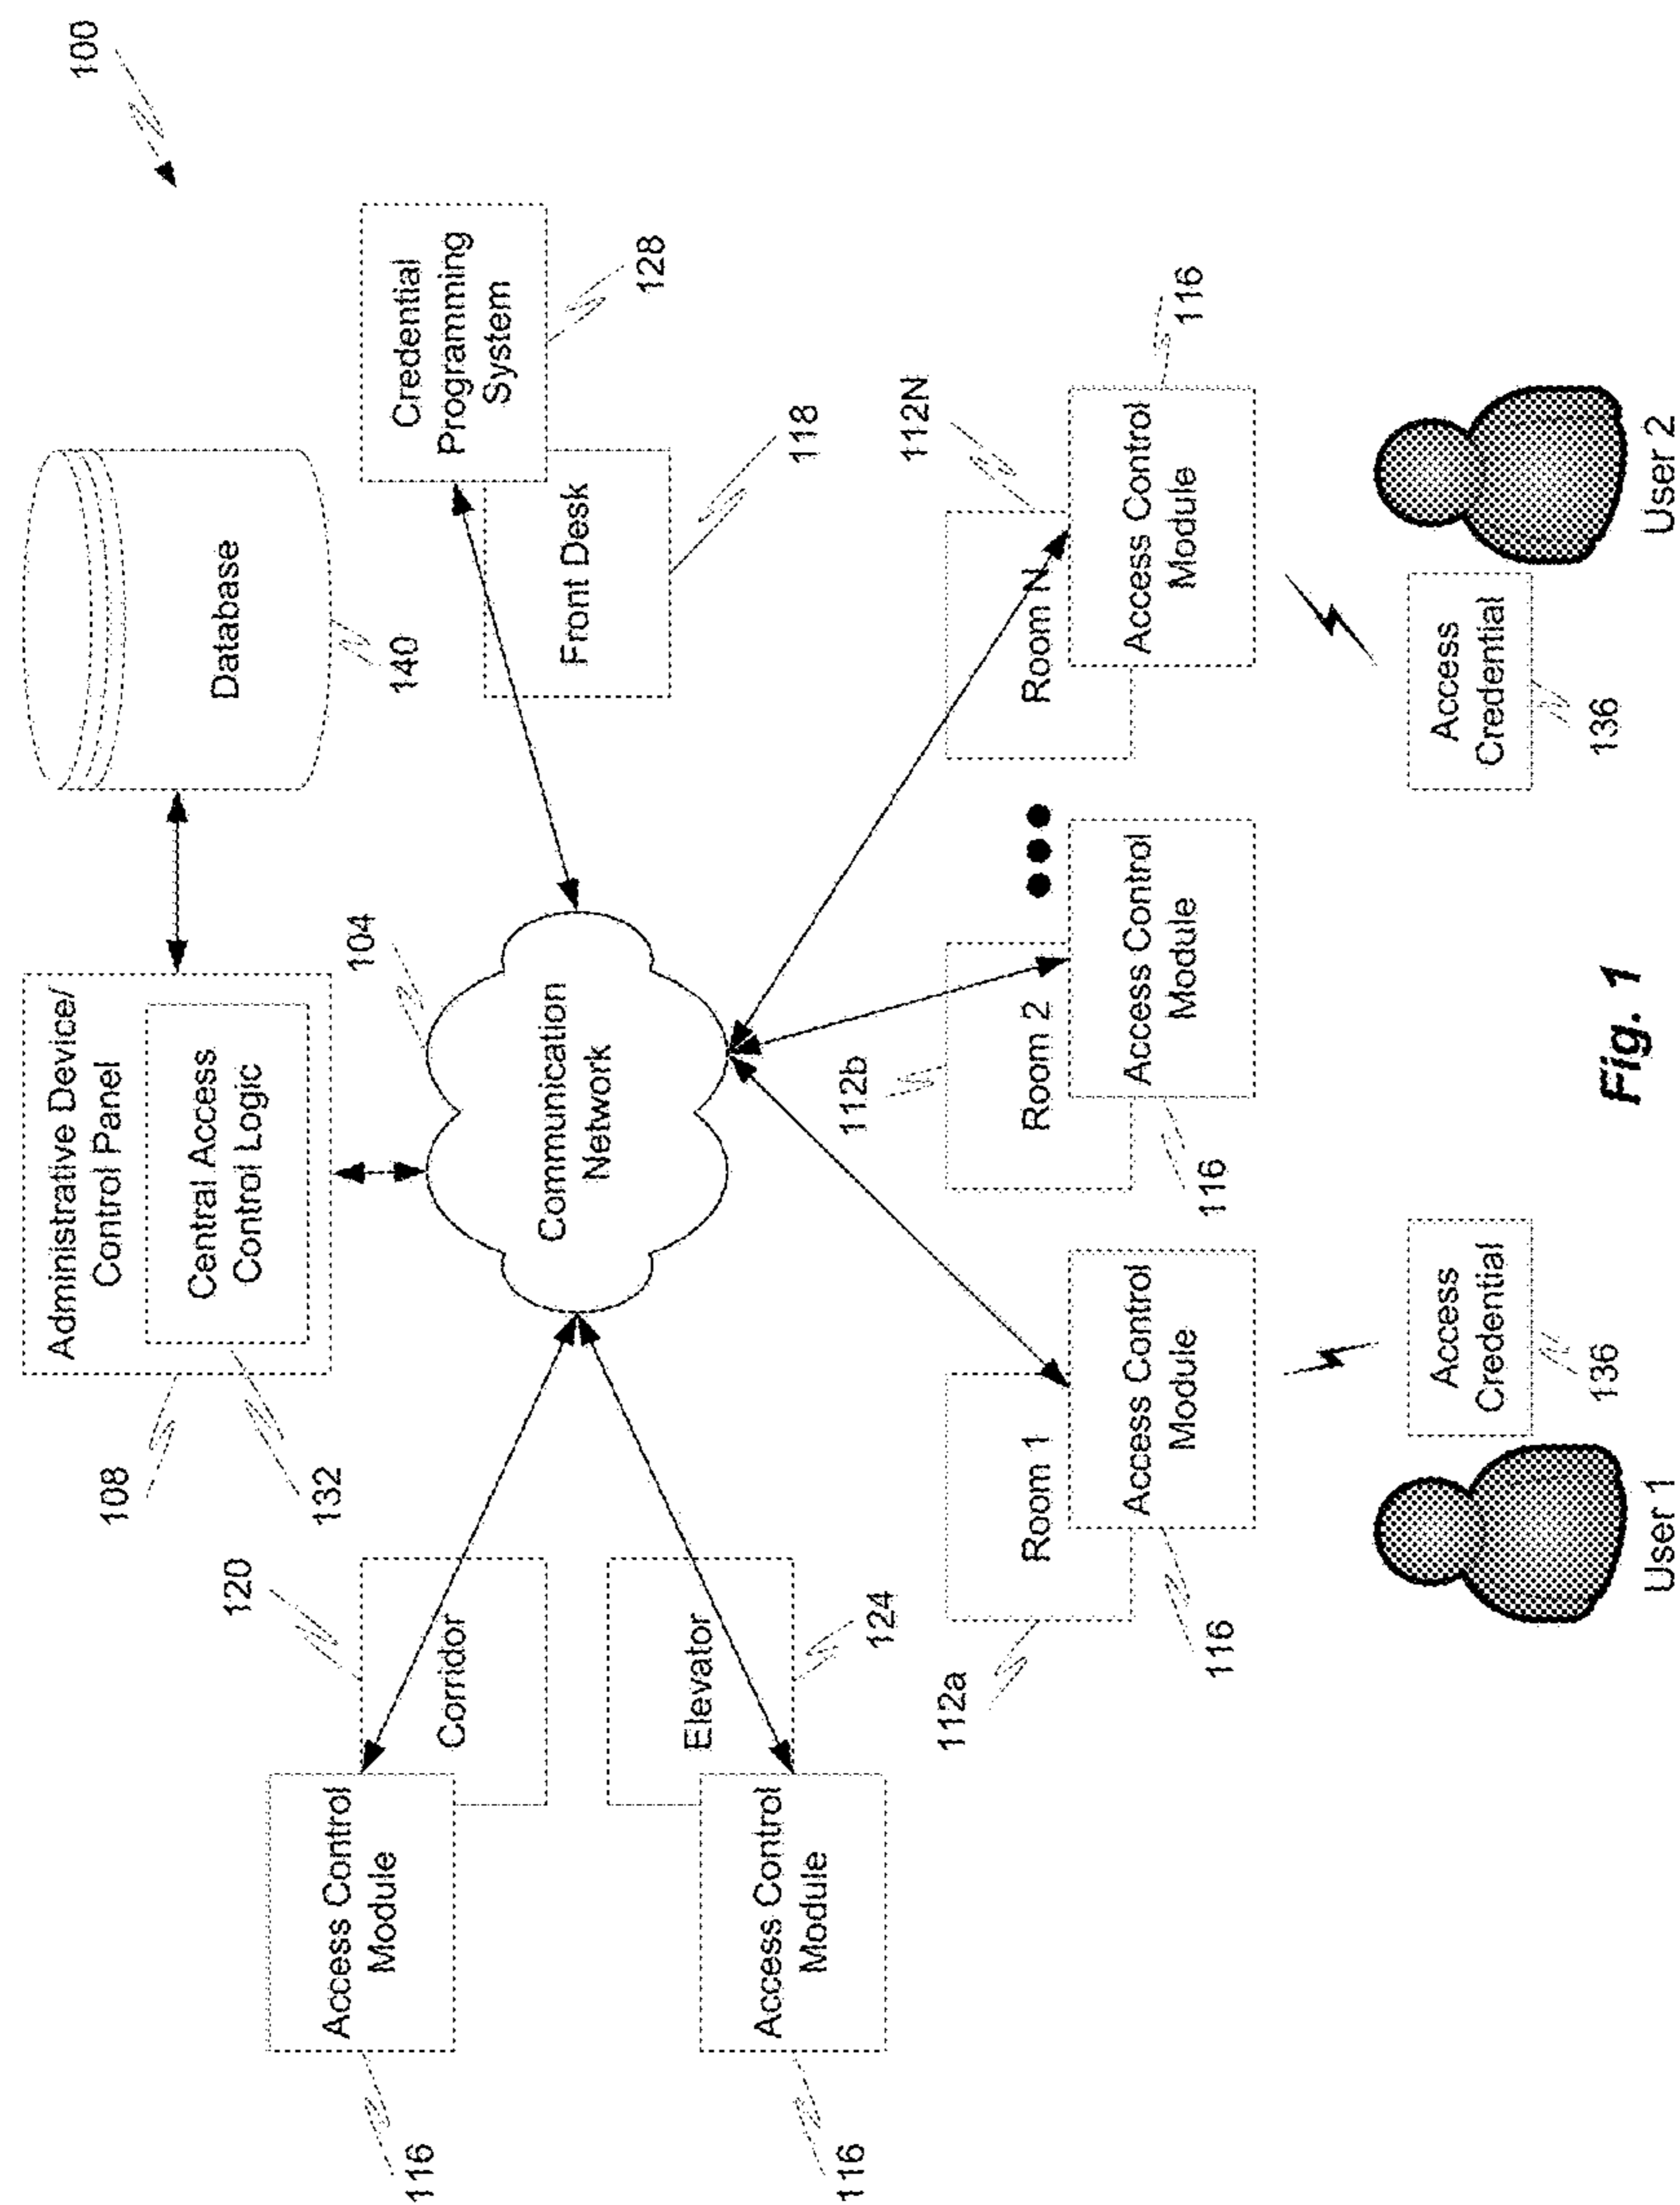 100
Administrative Device/
Control Panel
Central Access
Control Logic
108
132
Database
140
104
Communication
Network
Credential
Programming
System
128
Front Desk
118
120
Corridor
Access Control
Module
116
Elevator
124
Access Control
Module
116
112a
Room 1
Access Control
Module
116
112b
Room 2
Access Control
Module
116
112N
Room N
Access Control
Module
116
User 1
Access
Credential
136
Access
Credential
136
User 2
Fig. 1